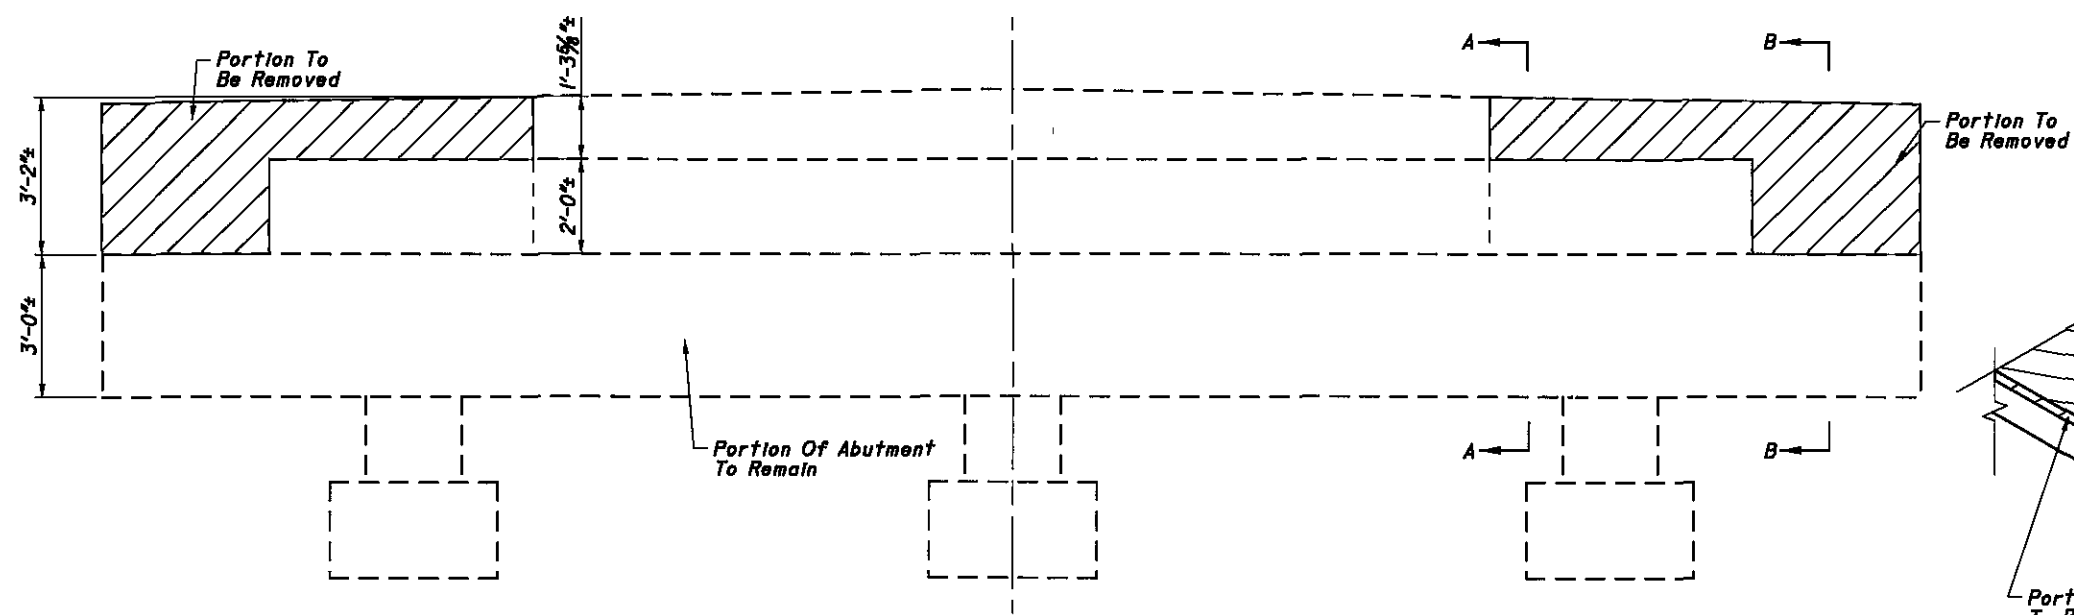 Portion To
Be Removed
1'-3⅝"±
A
B
3'-2"±
2'-0"±
3'-0"±
Portion To
Be Removed
Portion Of Abutment
To Remain
A
B